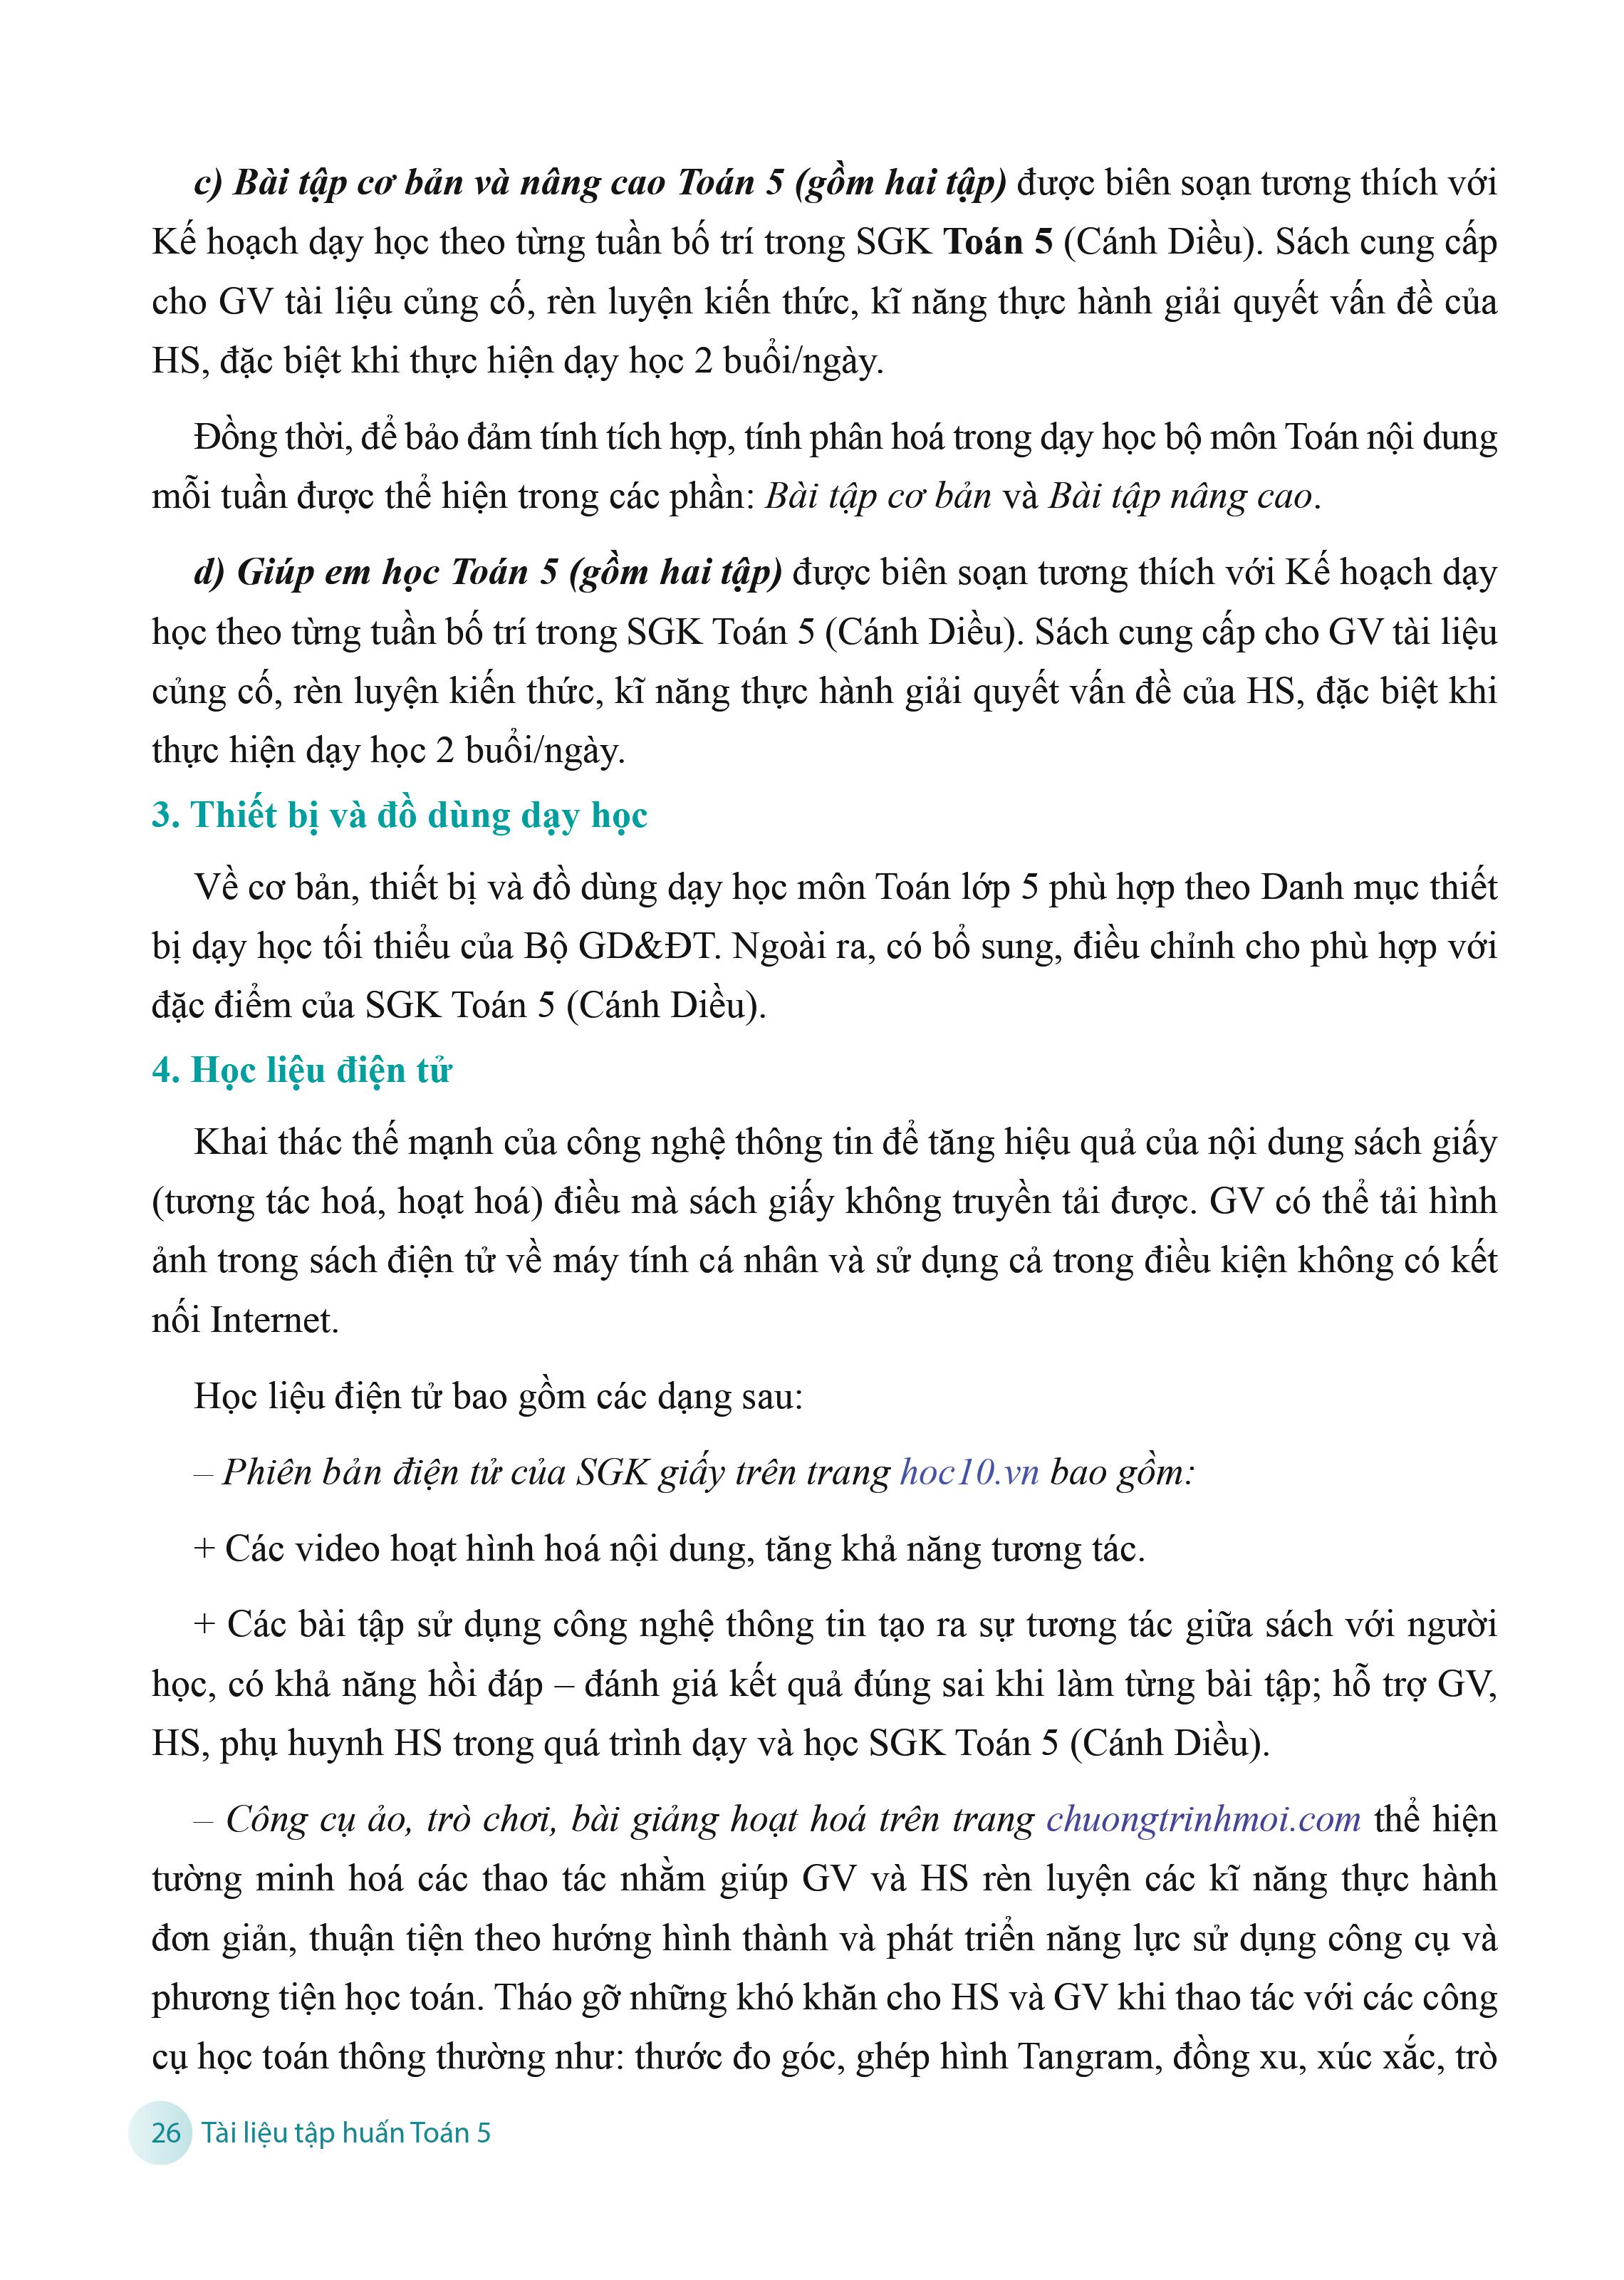 c) Bài tập cơ bản và nâng cao Toán 5 (gồm hai tập) được biên soạn tương thích với
Kế hoạch dạy học theo từng tuần bố trí trong SGK Toán 5 (Cánh Diều). Sách cung cấp
cho GV tài liệu củng cố, rèn luyện kiến thức, kĩ năng thực hành giải quyết vấn đề của
HS, đặc biệt khi thực hiện dạy học 2 buổi/ngày.
Đồng thời, để bảo đảm tính tích hợp, tính phân hoá trong dạy học bộ môn Toán nội dung
mỗi tuần được thể hiện trong các phần: Bài tập cơ bản và Bài tập nâng cao.
d) Giúp em học Toán 5 (gồm hai tập) được biên soạn tương thích với Kế hoạch dạy
học theo từng tuần bố trí trong SGK Toán 5 (Cánh Diều). Sách cung cấp cho GV tài liệu
củng cố, rèn luyện kiến thức, kĩ năng thực hành giải quyết vấn đề của HS, đặc biệt khi
thực hiện dạy học 2 buổi/ngày.
3. Thiết bị và đồ dùng dạy học
Về cơ bản, thiết bị và đồ dùng dạy học môn Toán lớp 5 phù hợp theo Danh mục thiết
bị dạy học tối thiểu của Bộ GD&ĐT. Ngoài ra, có bổ sung, điều chỉnh cho phù hợp với
đặc điểm của SGK Toán 5 (Cánh Diều).
4. Học liệu điện tử
Khai thác thế mạnh của công nghệ thông tin để tăng hiệu quả của nội dung sách giấy
(tương tác hoá, hoạt hoá) điều mà sách giấy không truyền tải được. GV có thể tải hình
ảnh trong sách điện tử về máy tính cá nhân và sử dụng cả trong điều kiện không có kết
nối Internet.
Học liệu điện tử bao gồm các dạng sau:
– Phiên bản điện tử của SGK giấy trên trang hoc10.vn bao gồm:
+ Các video hoạt hình hoá nội dung, tăng khả năng tương tác.
+ Các bài tập sử dụng công nghệ thông tin tạo ra sự tương tác giữa sách với người
học, có khả năng hồi đáp – đánh giá kết quả đúng sai khi làm từng bài tập; hỗ trợ GV,
HS, phụ huynh HS trong quá trình dạy và học SGK Toán 5 (Cánh Diều).
– Công cụ ảo, trò chơi, bài giảng hoạt hoá trên trang chuongtrinhmoi.com thể hiện
tường minh hoá các thao tác nhằm giúp GV và HS rèn luyện các kĩ năng thực hành
đơn giản, thuận tiện theo hướng hình thành và phát triển năng lực sử dụng công cụ và
phương tiện học toán. Tháo gỡ những khó khăn cho HS và GV khi thao tác với các công
cụ học toán thông thường như: thước đo góc, ghép hình Tangram, đồng xu, xúc xắc, trò
26 Tài liệu tập huấn Toán 5